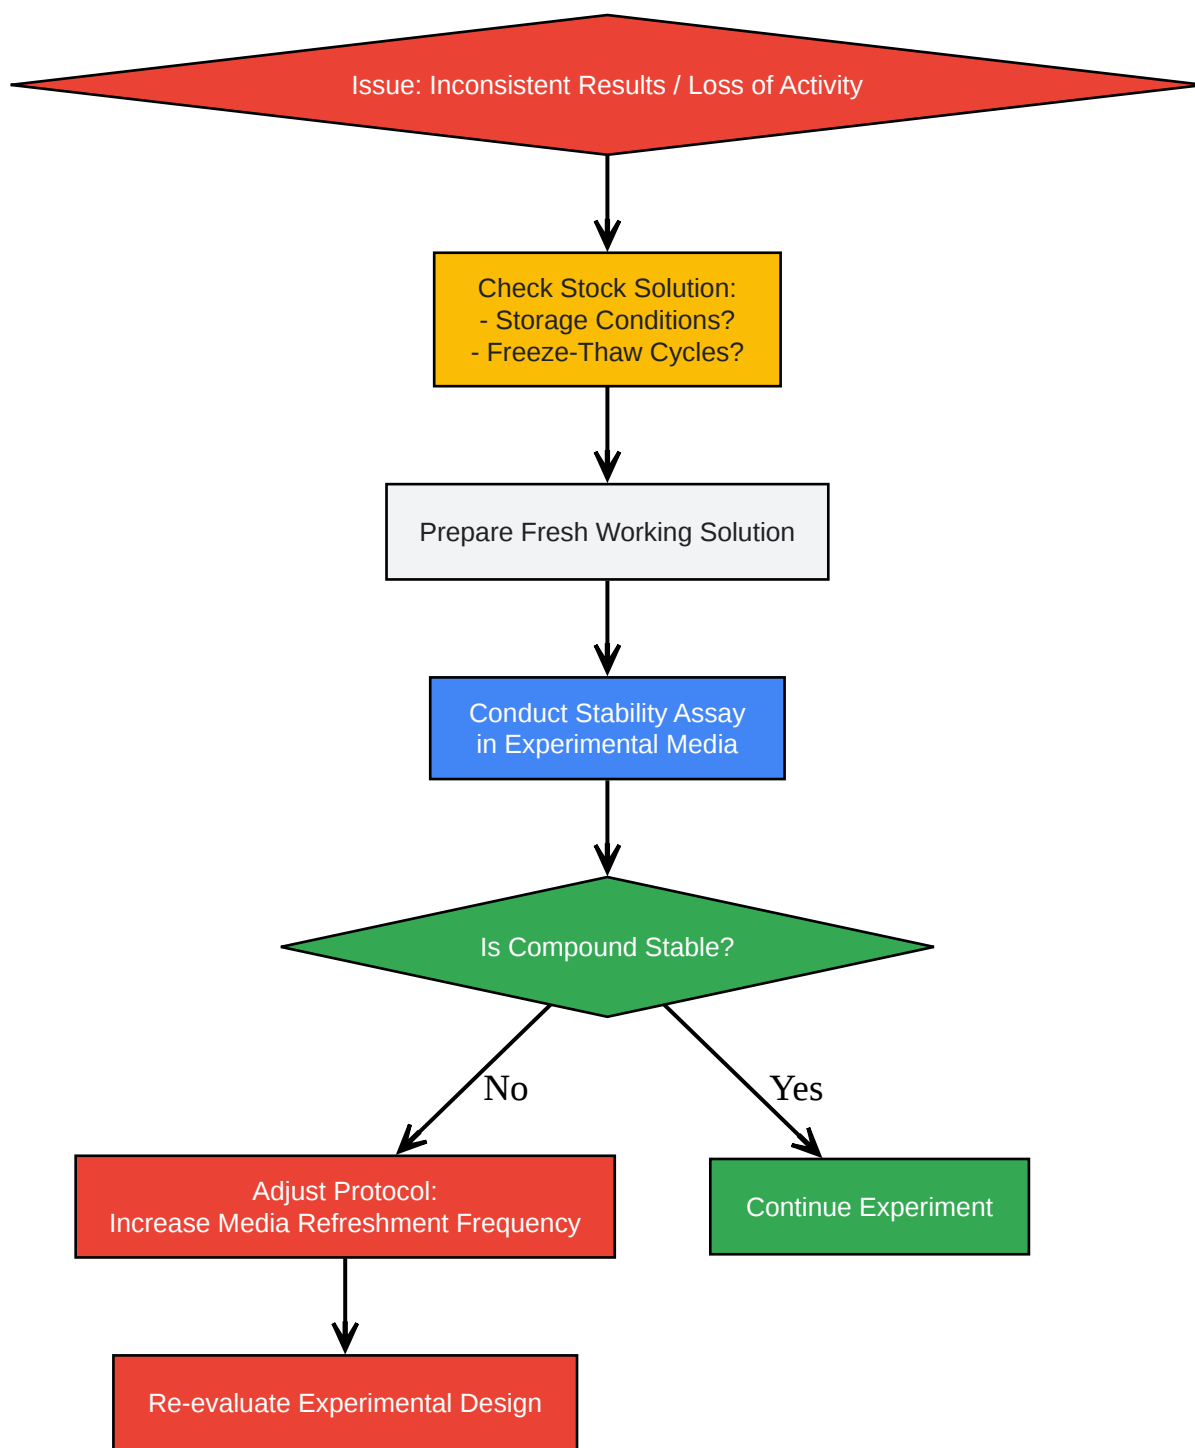 Issue: Inconsistent Results / Loss of Activity
Check Stock Solution:
- Storage Conditions?
- Freeze-Thaw Cycles?
Prepare Fresh Working Solution
Conduct Stability Assay
in Experimental Media
Is Compound Stable?
No
Yes
Adjust Protocol:
Increase Media Refreshment Frequency
Continue Experiment
Re-evaluate Experimental Design